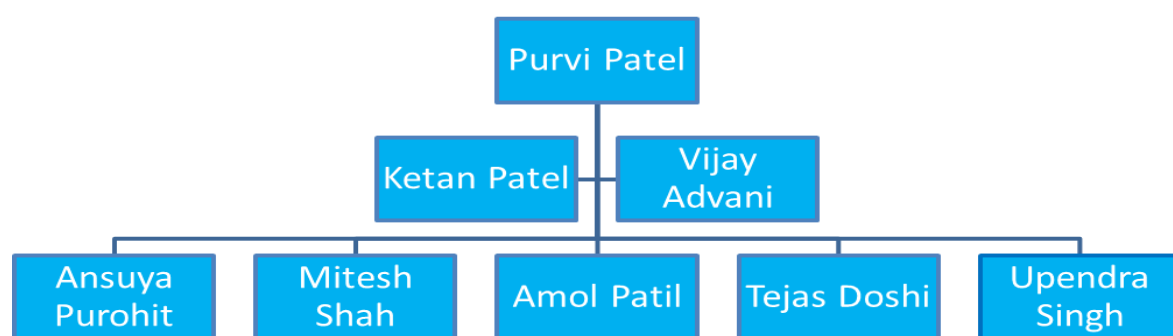 Purvi Patel
Ketan Patel
Vijay
Advani
Ansuya
Purohit
Mitesh
Shah
Amol Patil
Tejas Doshi
Upendra
Singh